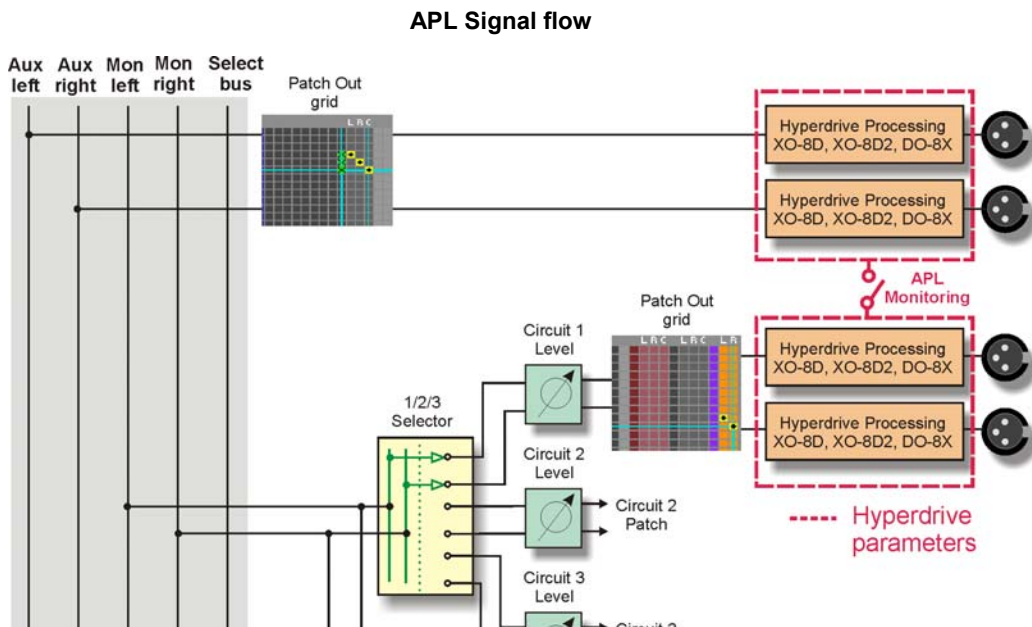 APL Signal flow
Aux Aux Mon Mon Select
left right left right bus
Patch Out
grid
L R C
Hyperdrive Processing
XO-8D, XO-8D2, DO-8X
Hyperdrive Processing
XO-8D, XO-8D2, DO-8X
APL
Monitoring
Patch Out
grid
L R C L R C L R
Circuit 1
Level
Hyperdrive Processing
XO-8D, XO-8D2, DO-8X
1/2/3
Selector
Hyperdrive Processing
XO-8D, XO-8D2, DO-8X
Circuit 2
Level
Circuit 2
Patch
Hyperdrive
parameters
Circuit 3
Level
Circuit 3